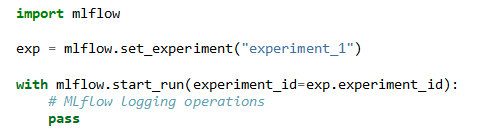 import mlflow
exp = mlflow.set_experiment("experiment_1")
with mlflow.start_run(experiment_id=exp.experiment_id):
    # MLflow logging operations
    pass